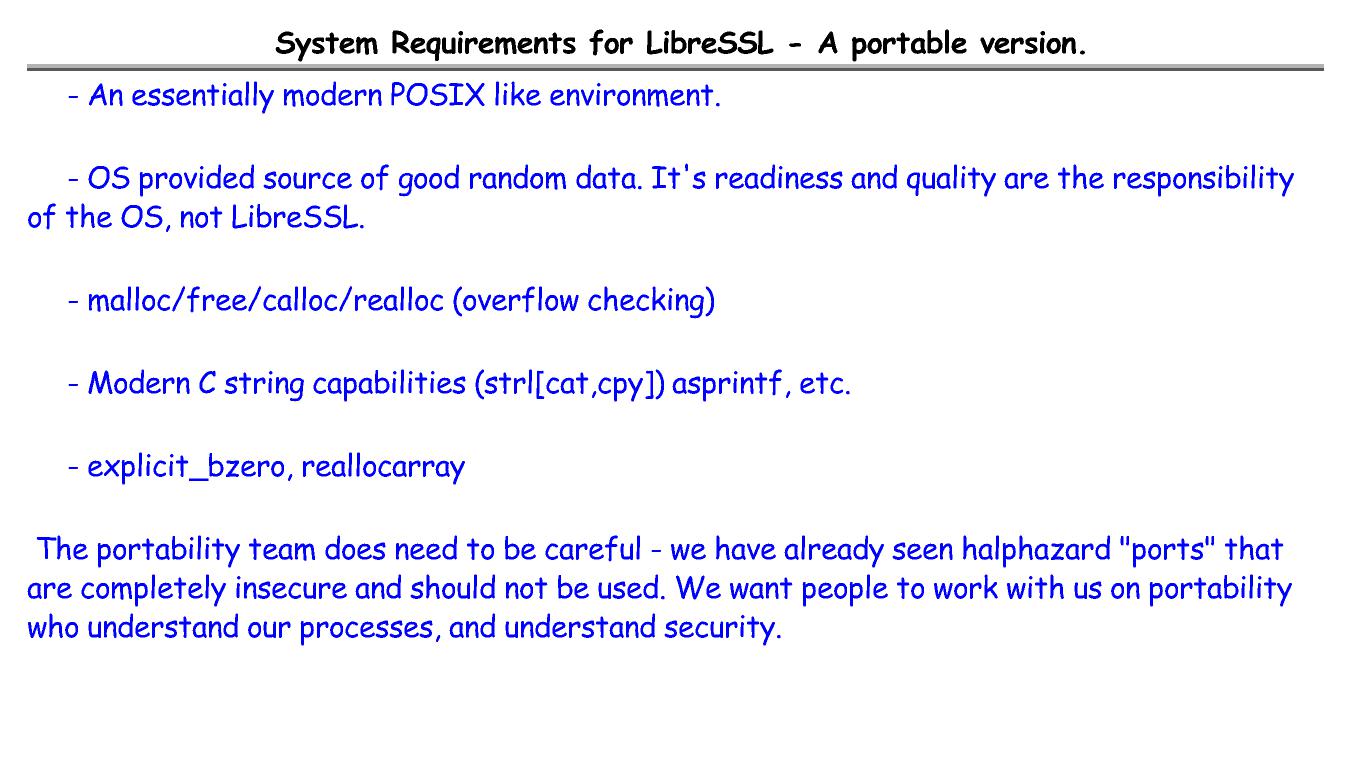 System Requirements for LibreSSL - A portable version.
- An essentially modern POSIX like environment.
- OS provided source of good random data. It's readiness and quality are the responsibility
of the OS, not LibreSSL.
- malloc/free/calloc/realloc (overflow checking)
- Modern C string capabilities (strl[cat,cpy]) asprintf, etc.
- explicit_bzero, reallocarray
The portability team does need to be careful - we have already seen halphazard "ports" that
are completely insecure and should not be used. We want people to work with us on portability
who understand our processes, and understand security.